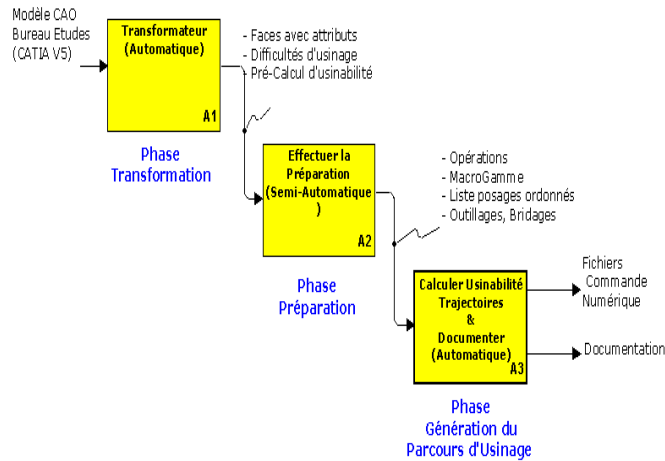 Modèle CAO
Bureau Etudes
(CATIA V5)
Transformateur
(Automatique)
A1
Phase
Transformation
- Faces avec attributs
- Difficultés d'usinage
- Pré-Calcul d'usinabilité
Effectuer la
Préparation
(Semi-Automatique
)
A2
Phase
Préparation
- Opérations
- MacroGamme
- Liste posages ordonnés
- Outillages, Bridages
Calculer Usinabilité
Trajectoires
&
Documenter
(Automatique)
A3
Phase
Génération du
Parcours d'Usinage
Fichiers
Commande
Numérique
Documentation